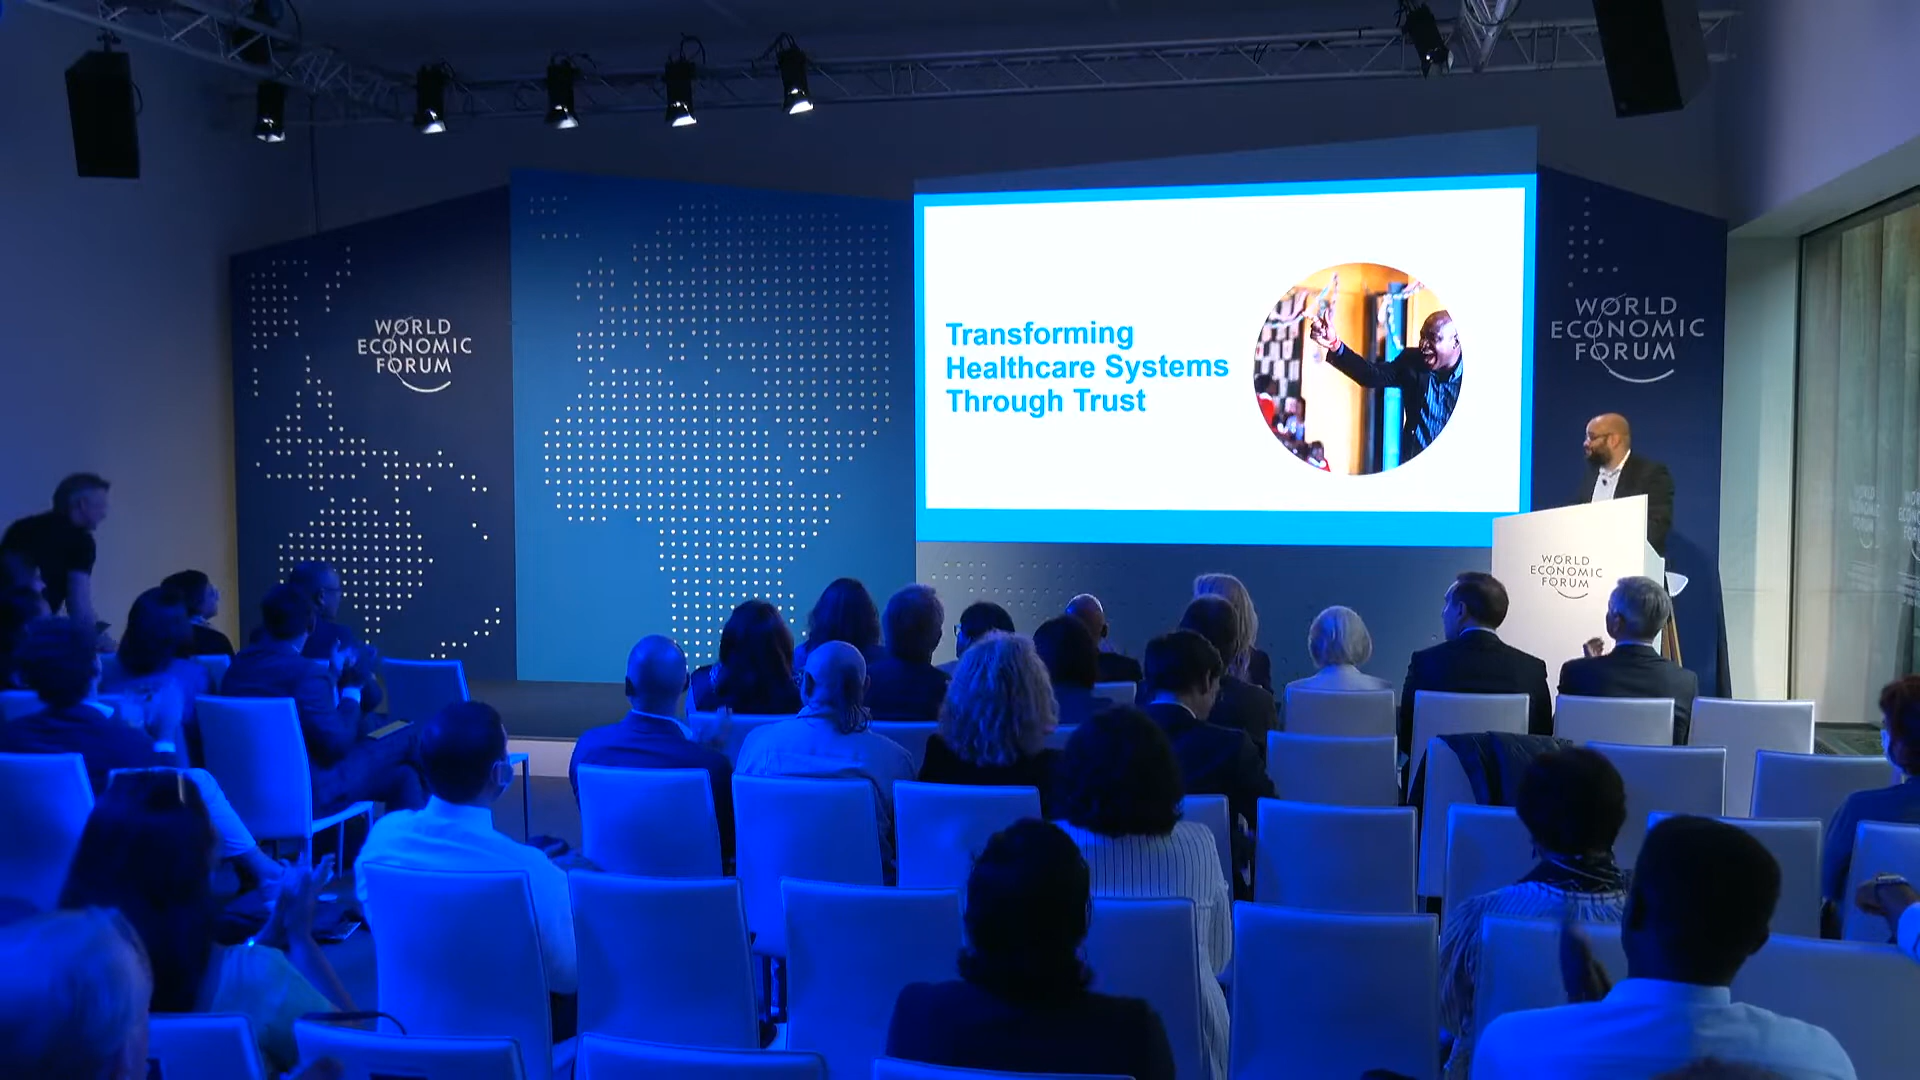 WORLD
ECONOMIC
FORUM
Transforming
Healthcare Systems
Through Trust
WORLD
ECONOMIC
FORUM
WORLD
ECONOMIC
FORUM